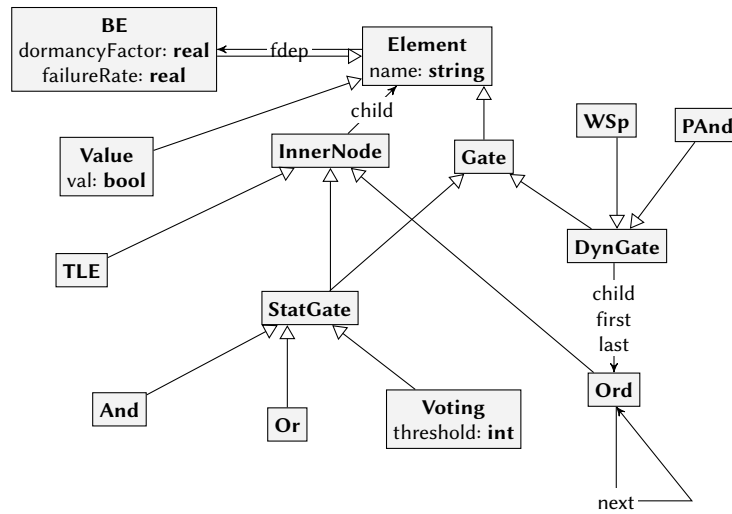 BE
dormancyFactor: real
failureRate: real
fdep
Element
name: string
child
Value
val: bool
InnerNode
Gate
WSp
PAnd
DynGate
TLE
StatGate
child
first
last
And
Or
Voting
threshold: int
Ord
next